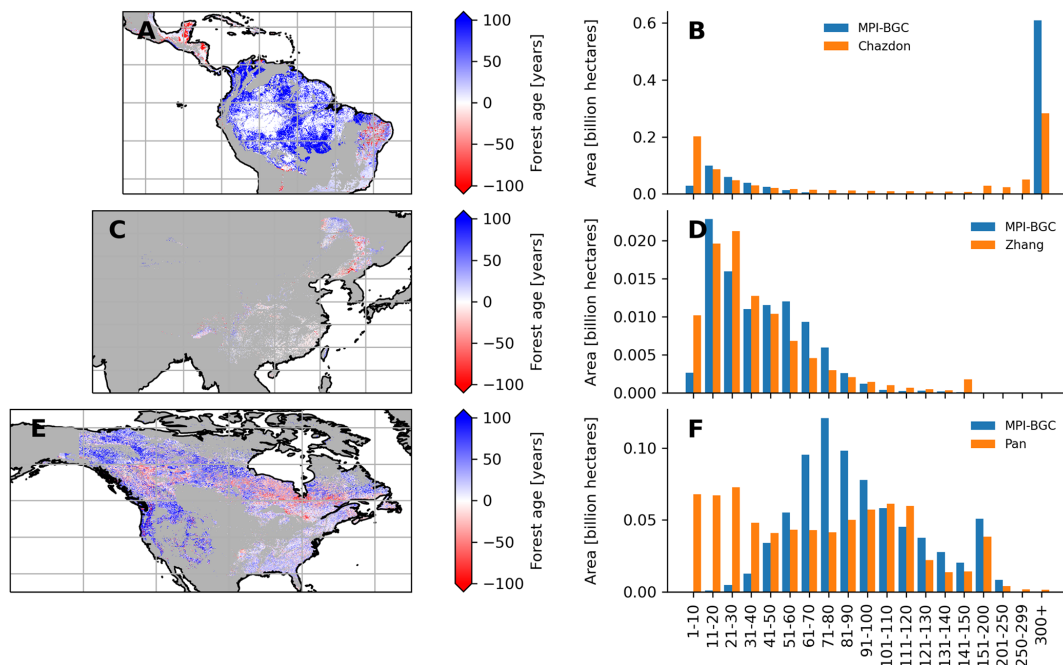 A
100
50
0
−50
−100
Forest age [years]
B
0.6
0.4
0.2
0.0
Area [billion hectares]
MPI-BGC
Chazdon
C
100
50
0
−50
−100
Forest age [years]
D
0.020
0.015
0.010
0.005
0.000
Area [billion hectares]
MPI-BGC
Zhang
E
100
50
0
−50
−100
Forest age [years]
F
0.10
0.05
0.00
Area [billion hectares]
MPI-BGC
Pan
1-10
11-20
21-30
31-40
41-50
51-60
61-70
71-80
81-90
91-100
101-110
111-120
121-130
131-140
141-150
151-200
201-250
250-299
300+